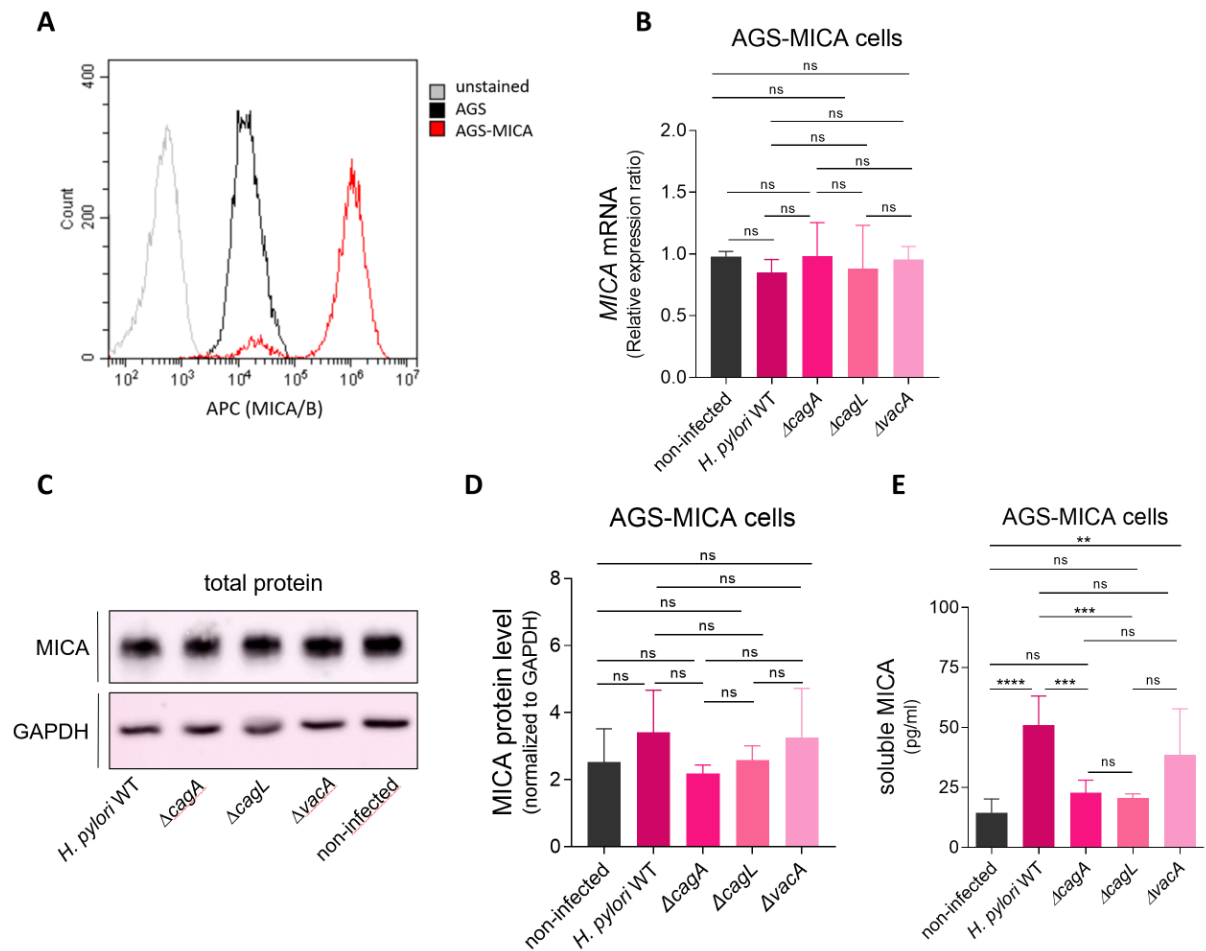 A
400
200
0
Count
10² 10³ 10⁴ 10⁵ 10⁶ 10⁷
APC (MICA/B)
unstained
AGS
AGS-MICA
B
AGS-MICA cells
ns
ns
ns
ns
ns
ns ns
ns ns
ns
2.0
1.5
1.0
0.5
0.0
MICA mRNA
(Relative expression ratio)
non-infected
H. pylori WT
ΔcagA
ΔcagL
ΔvacA
C
total protein
MICA
GAPDH
H. pylori WT
ΔcagA
ΔcagL
ΔvacA
non-infected
D
AGS-MICA cells
ns
ns
ns
ns
ns ns
ns ns ns
ns
8
6
4
2
0
MICA protein level
(normalized to GAPDH)
non-infected
H. pylori WT
ΔcagA
ΔcagL
ΔvacA
E
AGS-MICA cells
**
ns
ns
***
ns
ns
**** *** ns
ns
100
75
50
25
0
soluble MICA
(pg/ml)
non-infected
H. pylori WT
ΔcagA
ΔcagL
ΔvacA